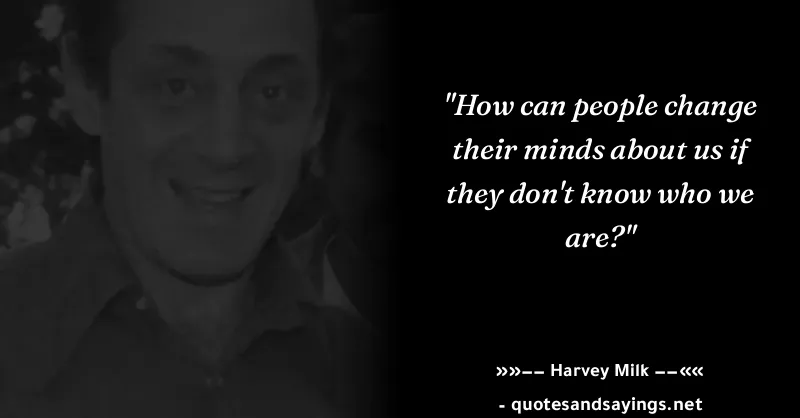 "How can people change
their minds about us if
they don't know who we
are?"
»»–– Harvey Milk ––««
- quotesandsayings.net